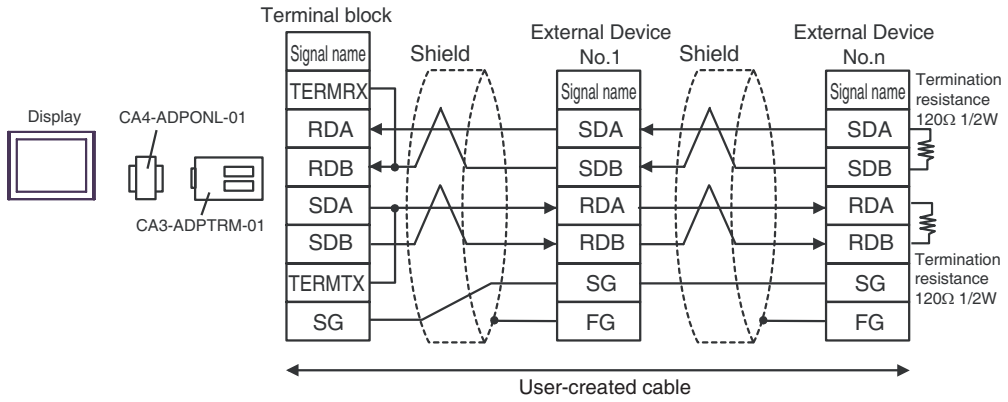 Display
CA4-ADPONL-01
CA3-ADPTRM-01
Terminal block
Signal name
TERMRX
RDA
RDB
SDA
SDB
TERMTX
SG
Shield
External Device
No.1
Signal name
SDA
SDB
RDA
RDB
SG
FG
Shield
External Device
No.n
Signal name
SDA
SDB
RDA
RDB
SG
FG
Termination
resistance
120Ω 1/2W
Termination
resistance
120Ω 1/2W
User-created cable